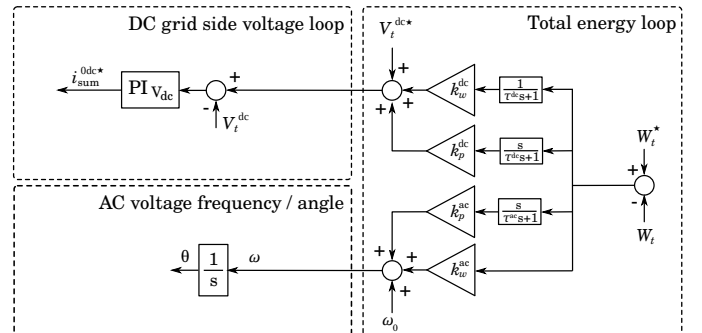 DC grid side voltage loop
Total energy loop
i_sum^0dc★
PI V_dc
+
-
V_t^dc
V_t^dc★
+
+
+
k_w^dc
1/(τ^dc s+1)
k_p^dc
s/(τ^dc s+1)
W_t^★
+
-
W_t
AC voltage frequency / angle
k_p^ac
s/(τ^ac s+1)
θ
1/s
ω
+
+
+
k_w^ac
ω_0